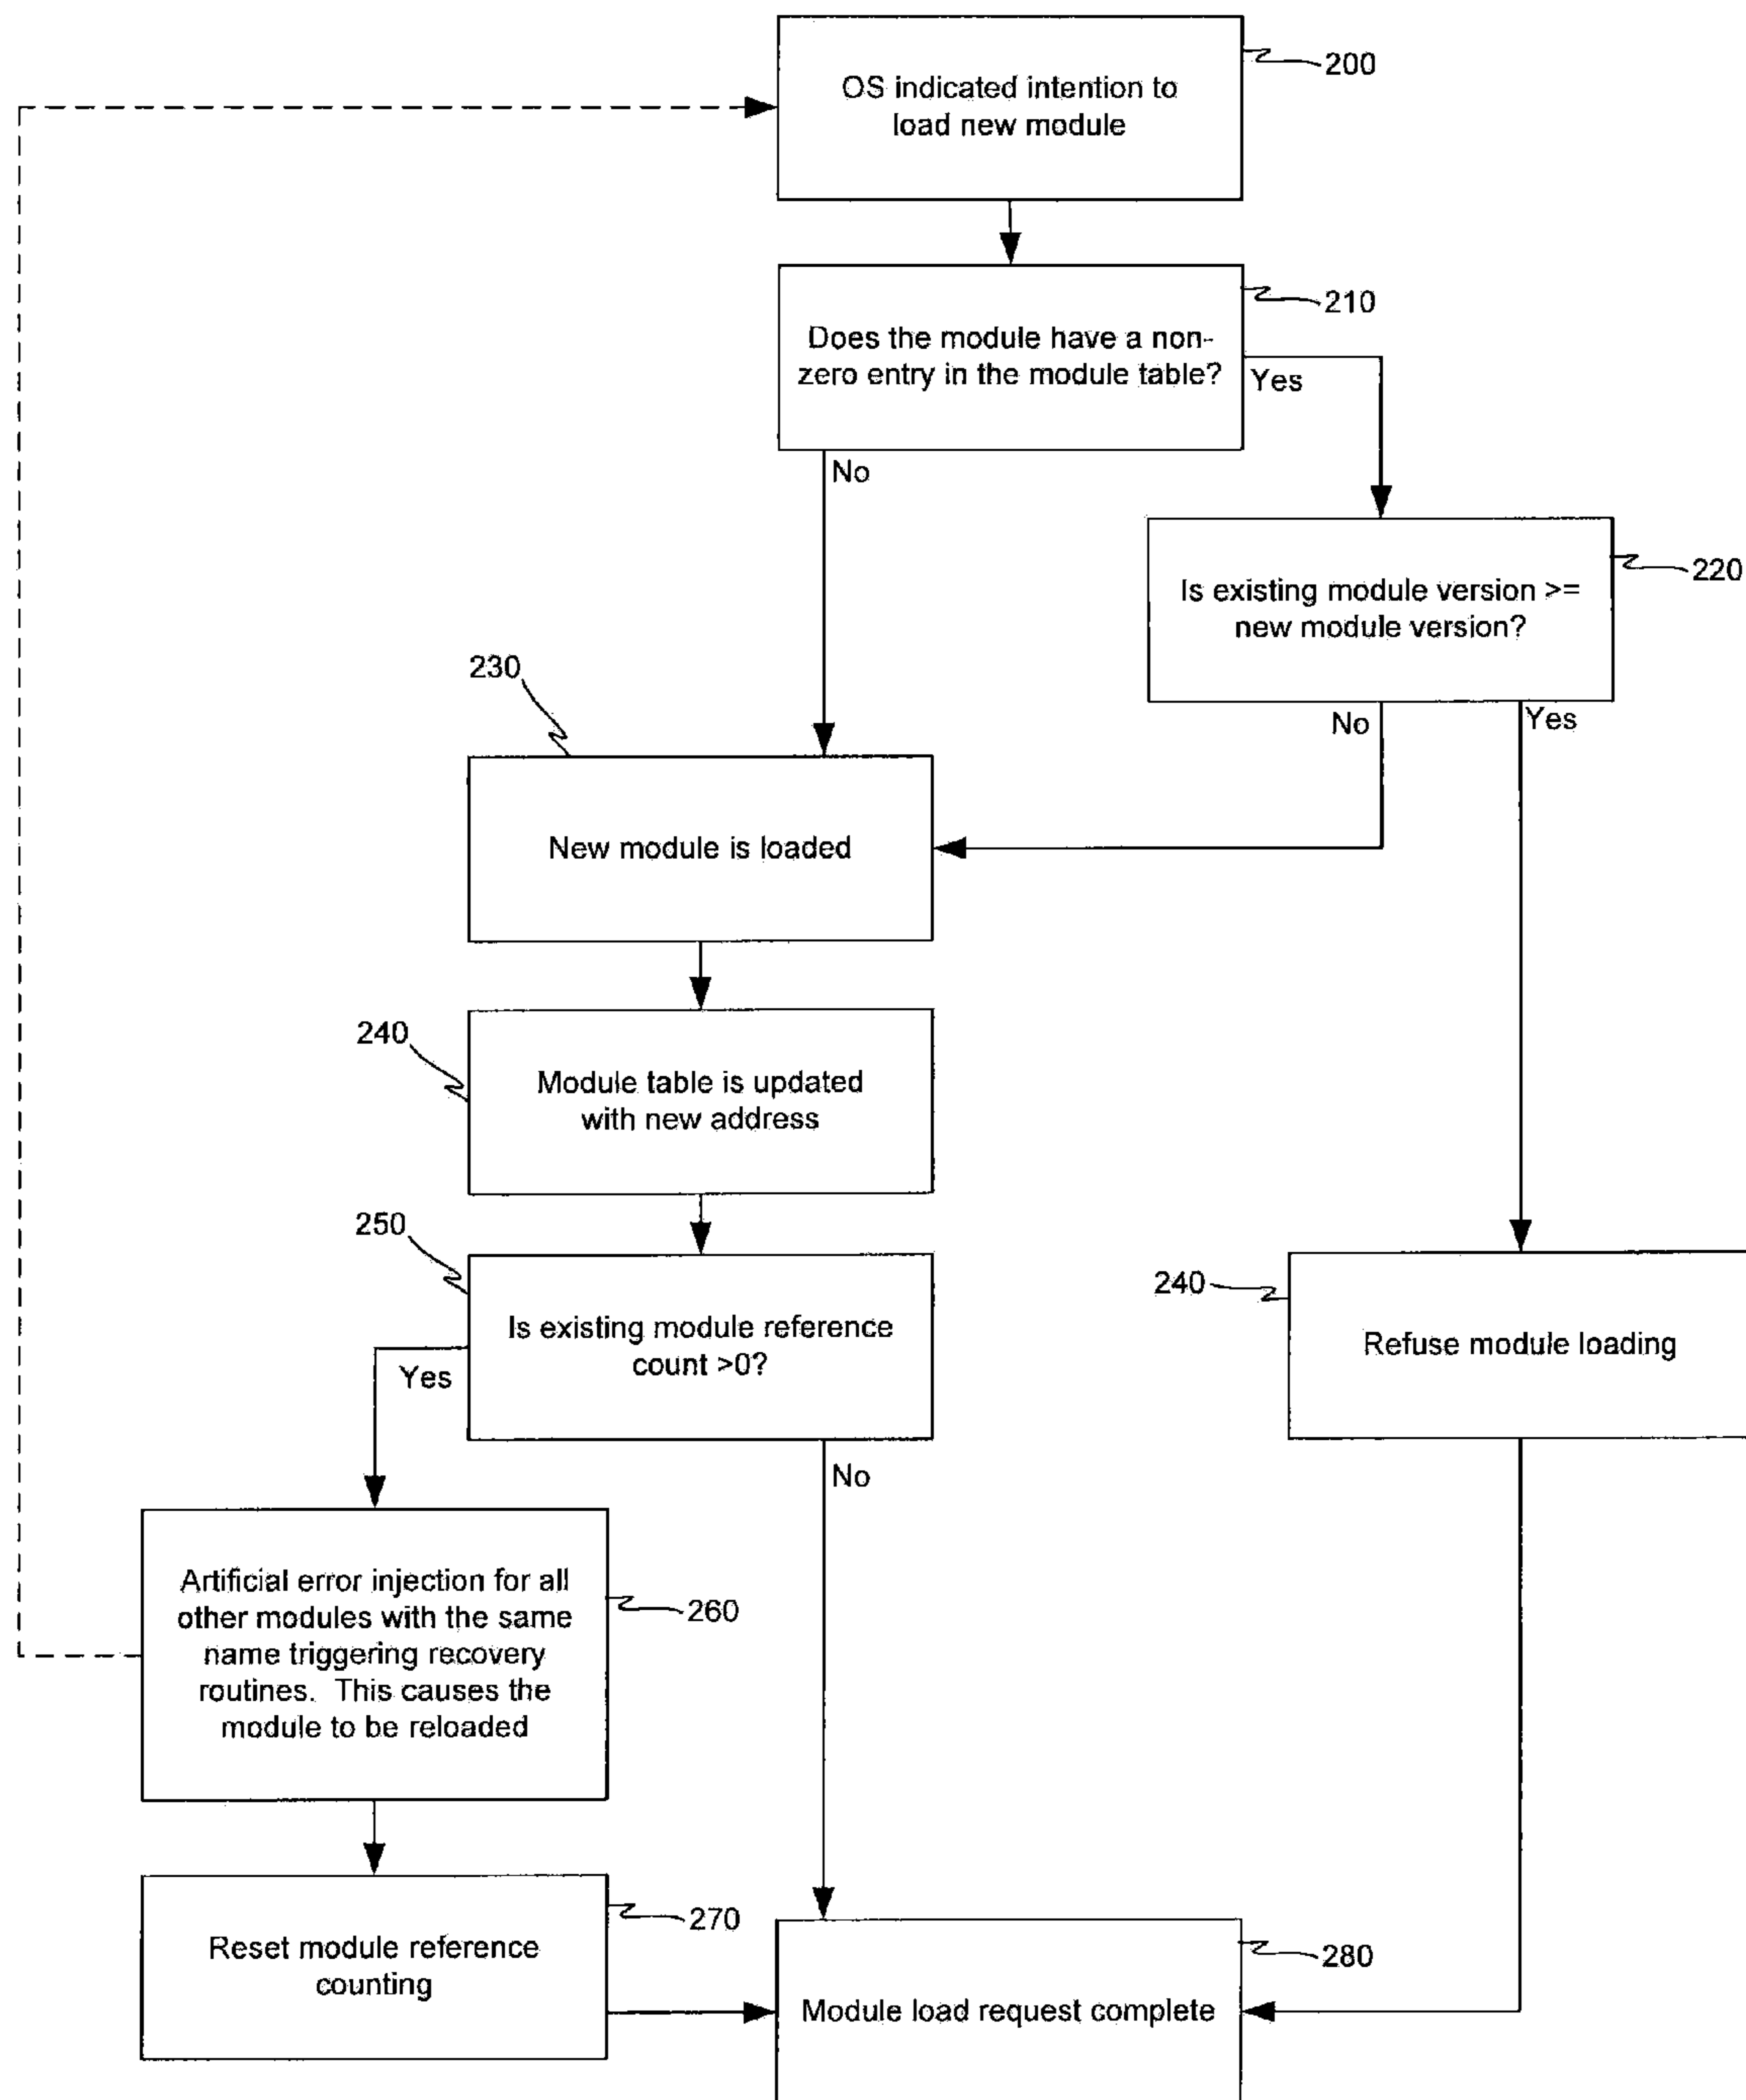 OS indicated intention to
load new module
200
Does the module have a non-
zero entry in the module table?
210
Yes
No
Is existing module version >=
new module version?
220
No
Yes
230
New module is loaded
240
Module table is updated
with new address
250
Is existing module reference
count >0?
Yes
No
240
Refuse module loading
Artificial error injection for all
other modules with the same
name triggering recovery
routines. This causes the
module to be reloaded
260
Reset module reference
counting
270
Module load request complete
280